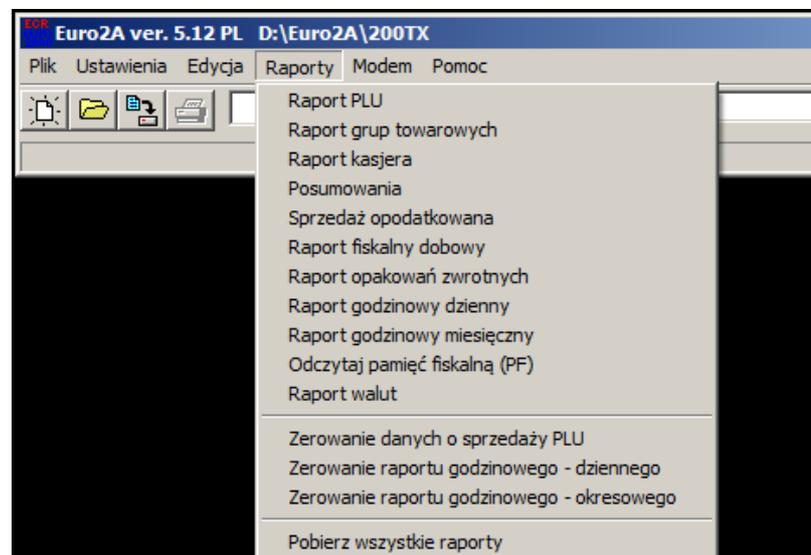 ECR
Euro2A ver. 5.12 PL D:\Euro2A\200TX
Plik Ustawienia Edycja Raporty Modem Pomoc
Raport PLU
Raport grup towarowych
Raport kasjera
Posumowania
Sprzedaż opodatkowana
Raport fiskalny dobowy
Raport opakowań zwrotnych
Raport godzinowy dzienny
Raport godzinowy miesięczny
Odczytaj pamięć fiskalną (PF)
Raport walut
Zerowanie danych o sprzedaży PLU
Zerowanie raportu godzinowego - dziennego
Zerowanie raportu godzinowego - okresowego
Pobierz wszystkie raporty